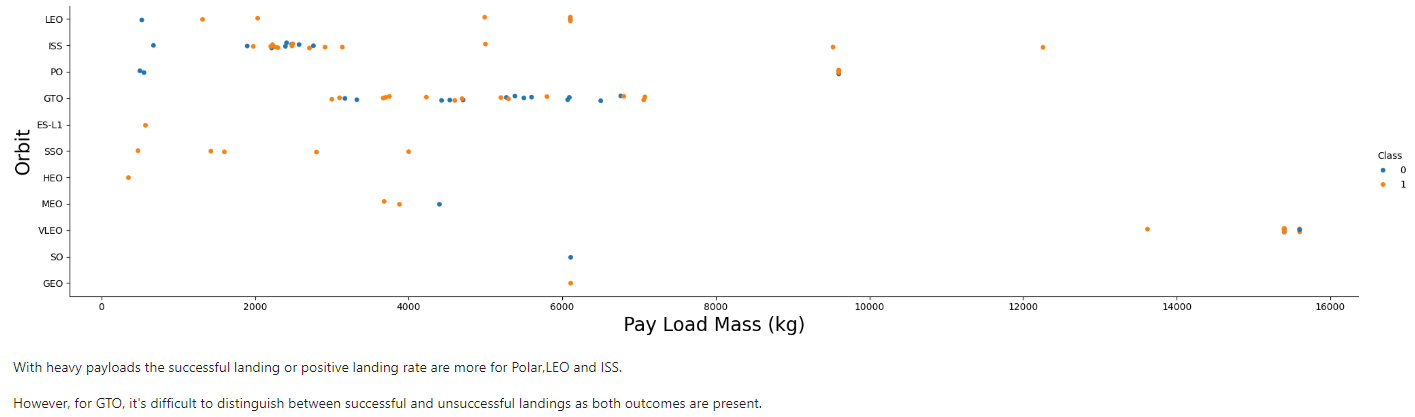 LEO
ISS
PO
GTO
ES-L1
SSO
HEO
MEO
VLEO
SO
GEO
Orbit
0 2000 4000 6000 8000 10000 12000 14000 16000
Pay Load Mass (kg)
Class
0
1
With heavy payloads the successful landing or positive landing rate are more for Polar,LEO and ISS.
However, for GTO, it's difficult to distinguish between successful and unsuccessful landings as both outcomes are present.